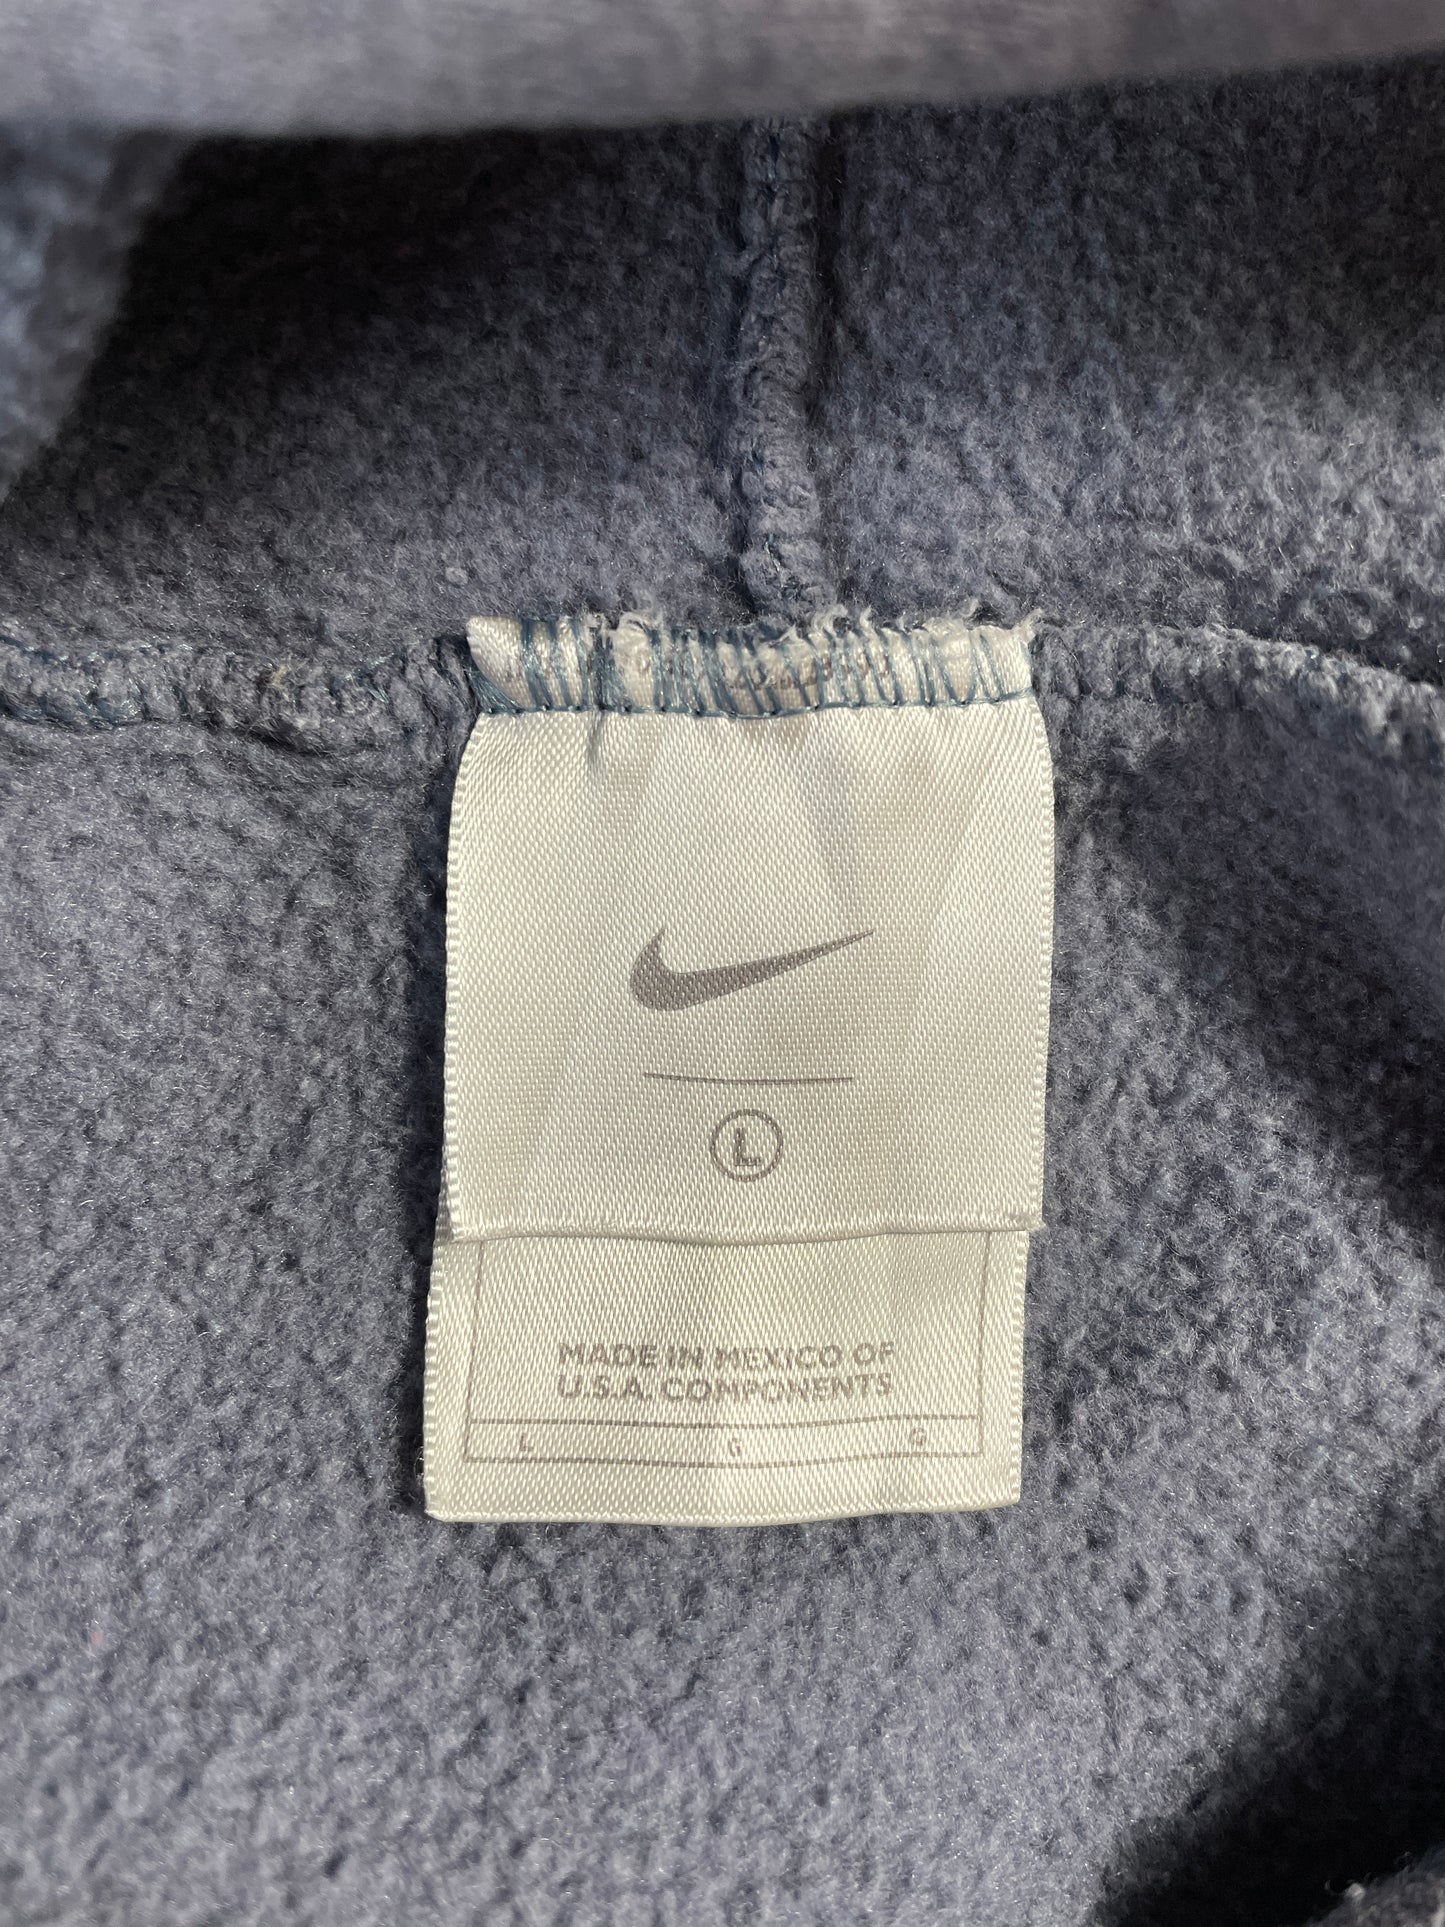 L
MADE IN MEXICO OF
U.S.A. COMPONENTS
L G G